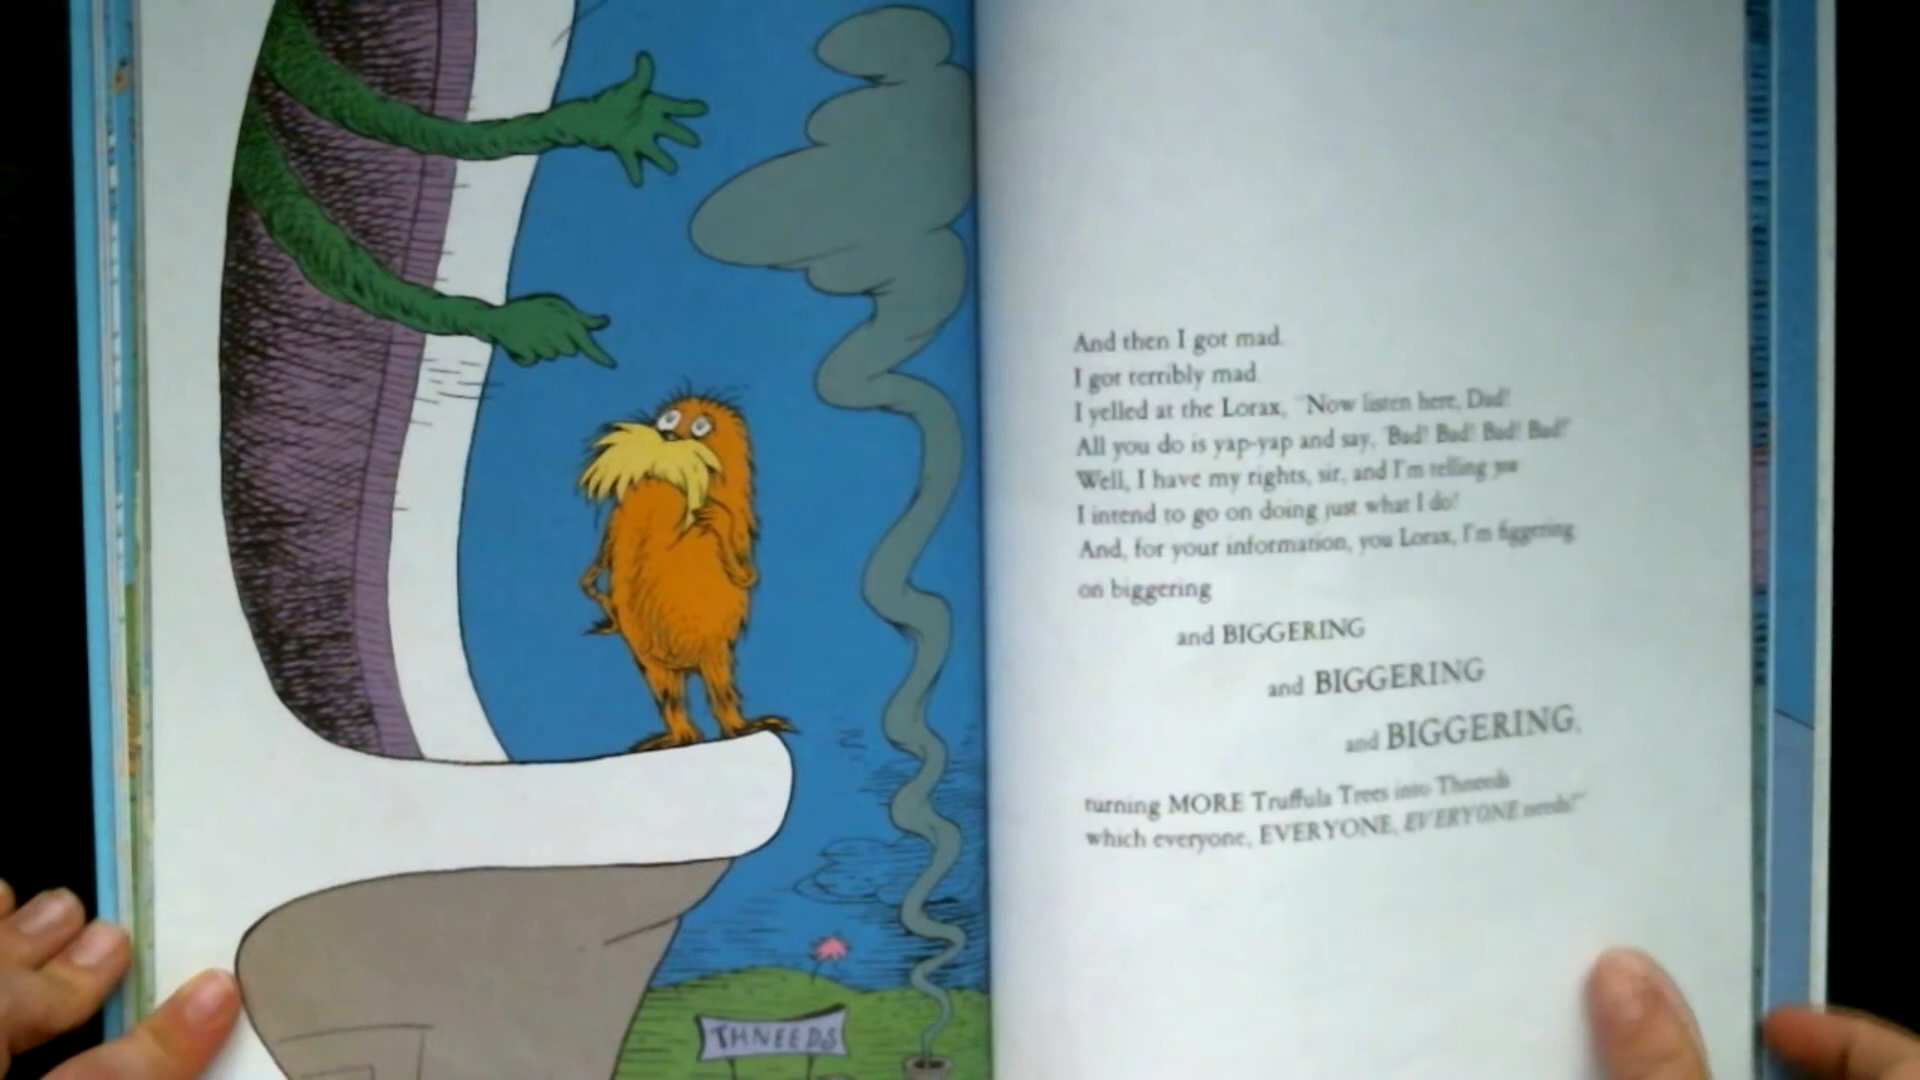 And then I got mad.
I got terribly mad.
I yelled at the Lorax, "Now listen here, Dad!
All you do is yap-yap and say, 'Bad! Bad! Bad! Bad!'
Well, I have my rights, sir, and I'm telling you
I intend to go on doing just what I do!
And, for your information, you Lorax, I'm figgering
on biggering
and BIGGERING
and BIGGERING
and BIGGERING,
turning MORE Truffula Trees into Thneeds
which everyone, EVERYONE, EVERYONE needs!"
THNEEDS